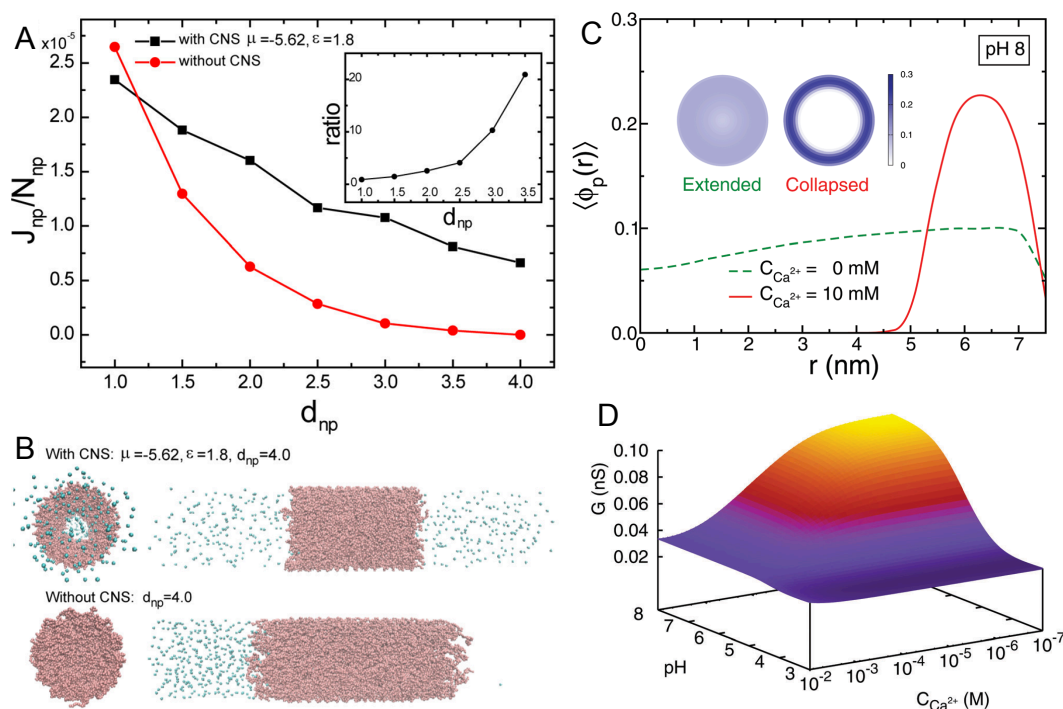 A
×10⁻⁵
with CNS μ=-5.62, ε=1.8
without CNS
2.5
2.0
1.5
1.0
0.5
0.0
J_np/N_np
1.0 1.5 2.0 2.5 3.0 3.5 4.0
d_np
20
10
0
ratio
1.0 1.5 2.0 2.5 3.0 3.5
d_np
B
With CNS: μ=-5.62, ε=1.8, d_np=4.0
Without CNS: d_np=4.0
C
pH 8
0.3
0.2
0.1
0.0
⟨ϕ_p(r)⟩
0.3
0.2
0.1
0
Extended Collapsed
C_Ca²⁺ = 0 mM
C_Ca²⁺ = 10 mM
0 1 2 3 4 5 6 7
r (nm)
D
0.10
0.08
0.06
0.04
0.02
G (nS)
8 7 6 5 4 3
pH
10⁻² 10⁻³ 10⁻⁴ 10⁻⁵ 10⁻⁶ 10⁻⁷
C_Ca²⁺ (M)